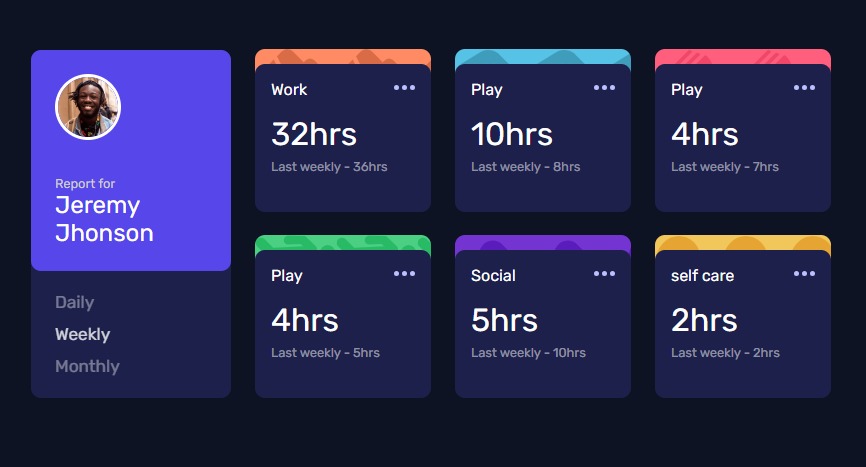 Report for
Jeremy
Jhonson
Daily
Weekly
Monthly
Work
32hrs
Last weekly - 36hrs
Play
10hrs
Last weekly - 8hrs
Play
4hrs
Last weekly - 7hrs
Play
4hrs
Last weekly - 5hrs
Social
5hrs
Last weekly - 10hrs
self care
2hrs
Last weekly - 2hrs